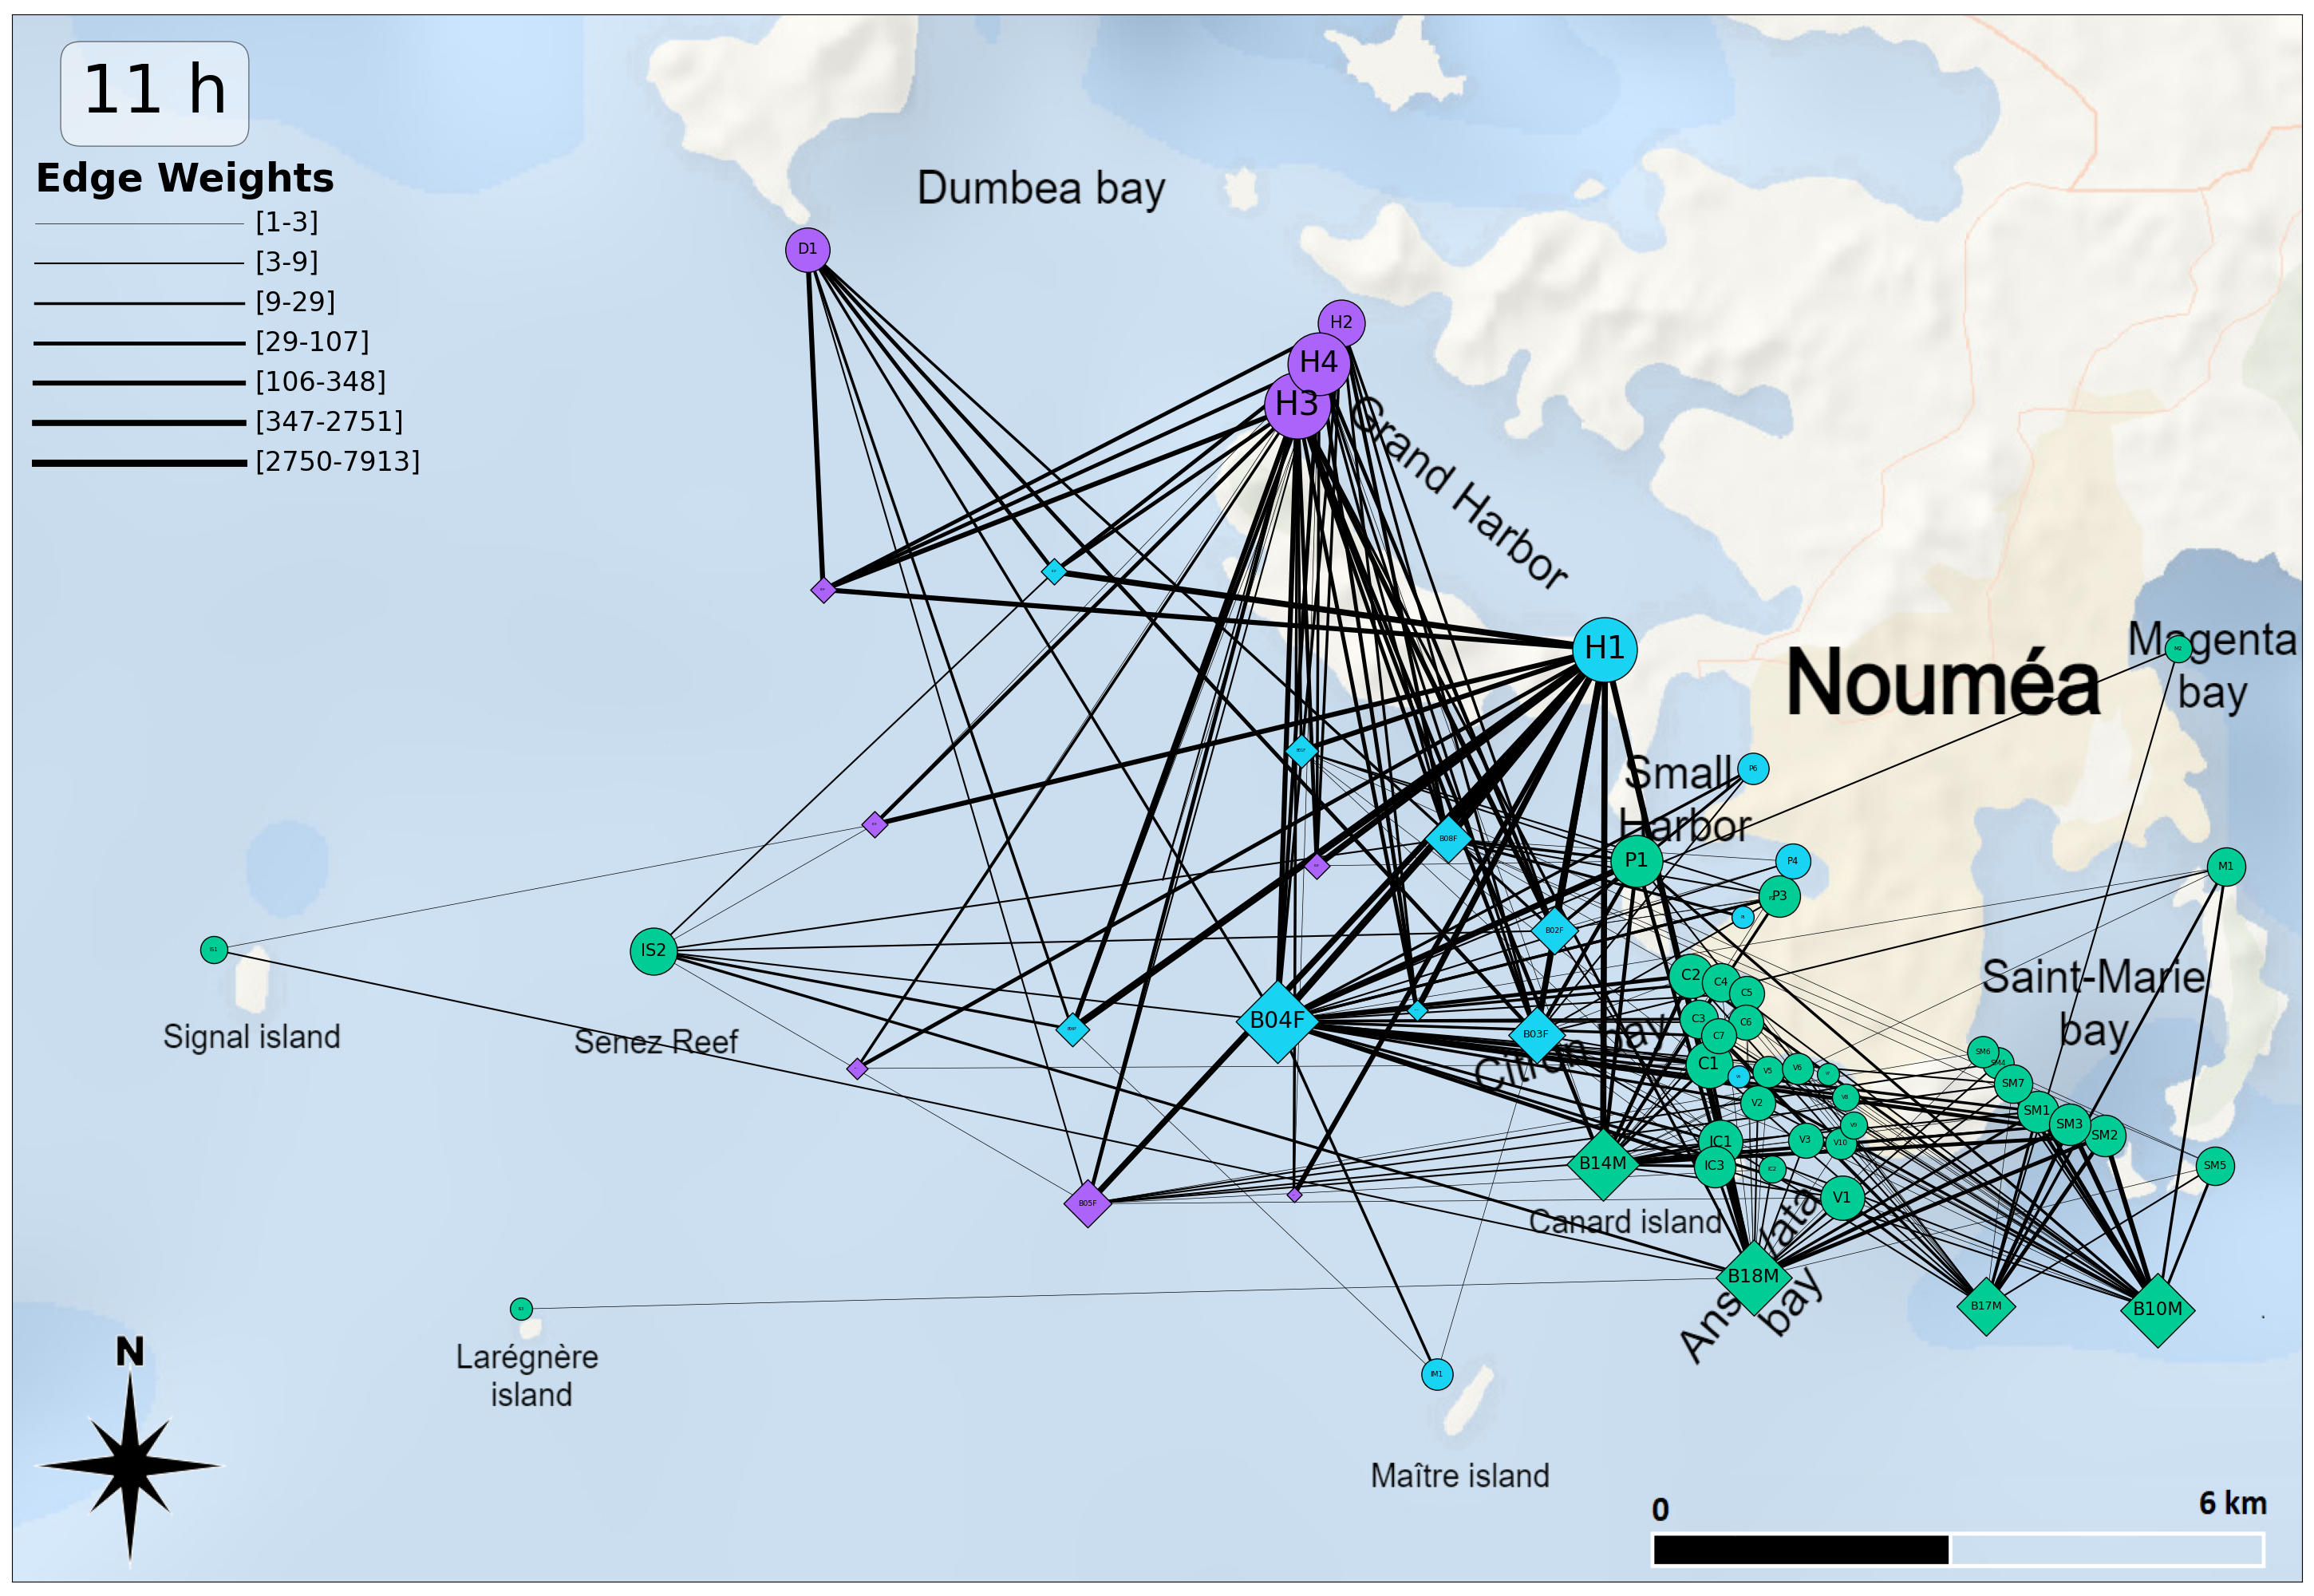 11 h
Edge Weights
[1-3]
[3-9]
[9-29]
[29-107]
[106-348]
[347-2751]
[2750-7913]
Dumbea bay
D1
H2
H4
H3
Grand Harbor
H1
Nouméa
Magenta
bay
M2
Small
Harbor
P6
B08F
P1
P4
P3
M1
B02F
IS1
IS2
Signal island
Senez Reef
B04F
B03F
Citron bay
C2
C4
C5
C3
C6
C7
C1
Saint-Marie
bay
V5
V6
V2
V3
V10
V1
SM6
SM4
SM7
SM1
SM3
SM2
SM5
IC1
IC3
IC2
B14M
B05F
Canard island
B18M
B17M
B10M
bay
Larégnère
island
IM1
Maître island
N
0
6 km